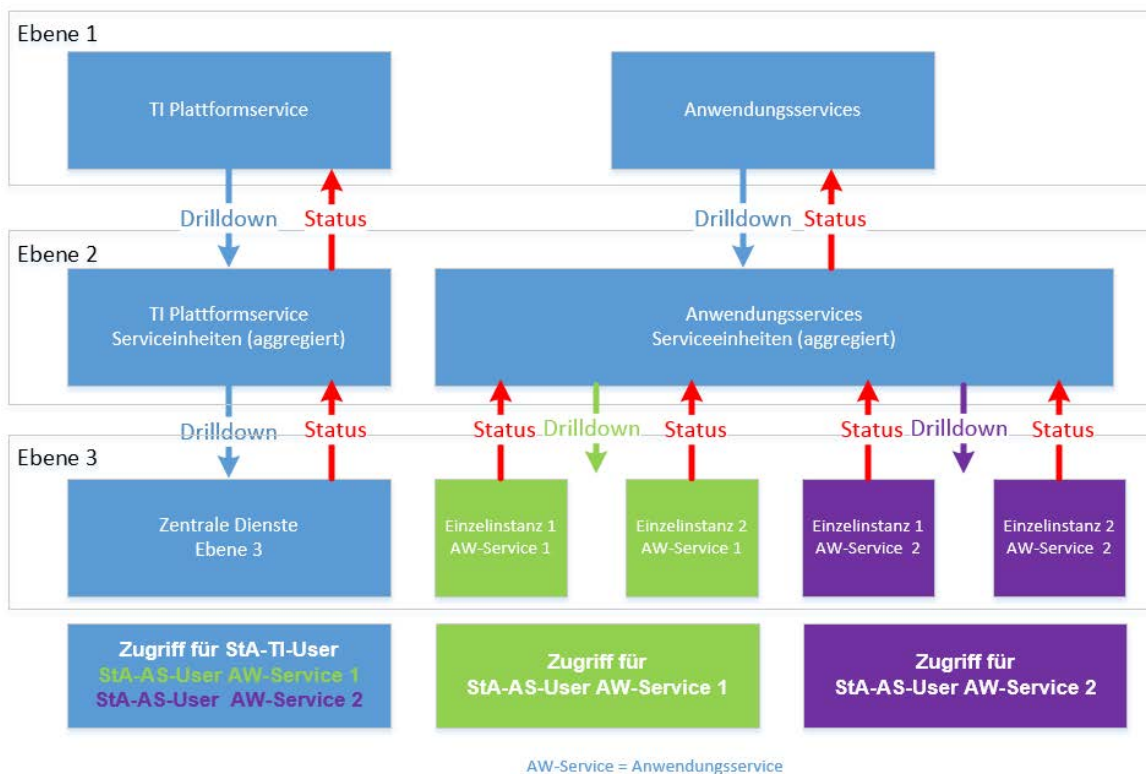 Ebene 1
TI Plattformservice
Anwendungsservices
Drilldown
Status
Drilldown
Status
Ebene 2
TI Plattformservice
Serviceinheiten (aggregiert)
Anwendungsservices
Serviceeinheiten (aggregiert)
Drilldown
Status
Status
Drilldown
Status
Status
Drilldown
Status
Ebene 3
Zentrale Dienste
Ebene 3
Einzelinstanz 1
AW-Service 1
Einzelinstanz 2
AW-Service 1
Einzelinstanz 1
AW-Service 2
Einzelinstanz 2
AW-Service 2
Zugriff für StA-TI-User
StA-AS-User AW-Service 1
StA-AS-User AW-Service 2
Zugriff für
StA-AS-User AW-Service 1
Zugriff für
StA-AS-User AW-Service 2
AW-Service = Anwendungsservice